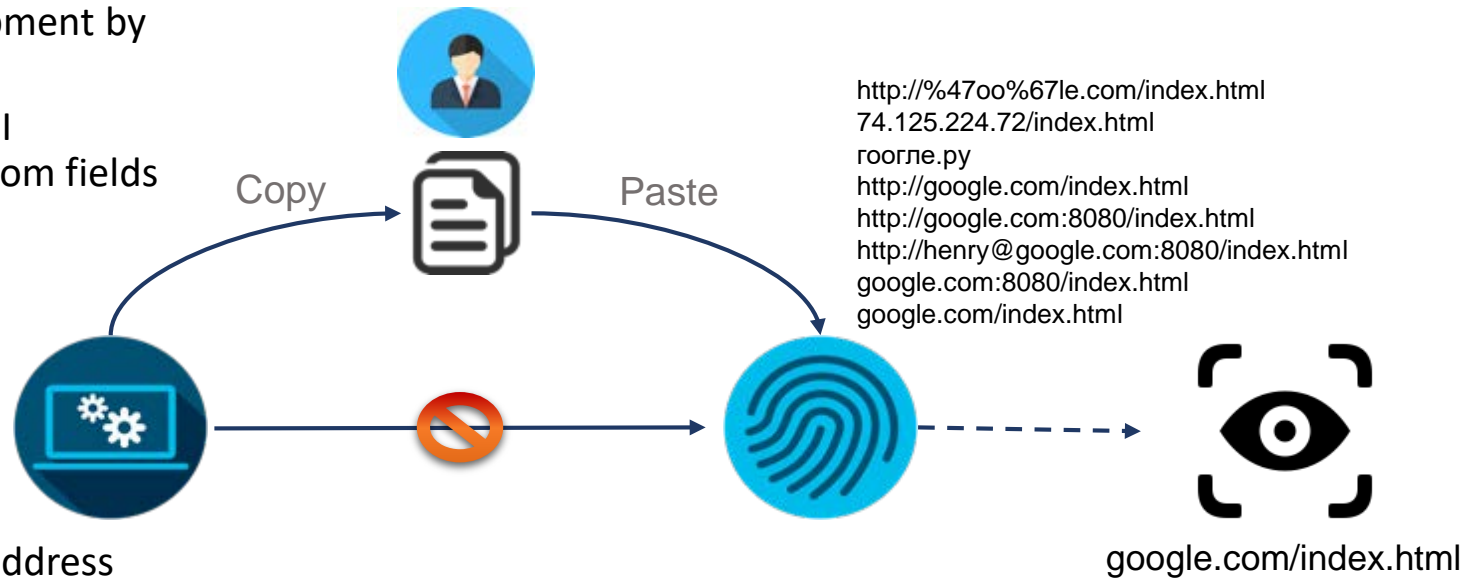 oment by
l
om fields
Copy
Paste
http://%47oo%67le.com/index.html
74.125.224.72/index.html
гоогле.ру
http://google.com/index.html
http://google.com:8080/index.html
http://henry@google.com:8080/index.html
google.com:8080/index.html
google.com/index.html
ddress
google.com/index.html